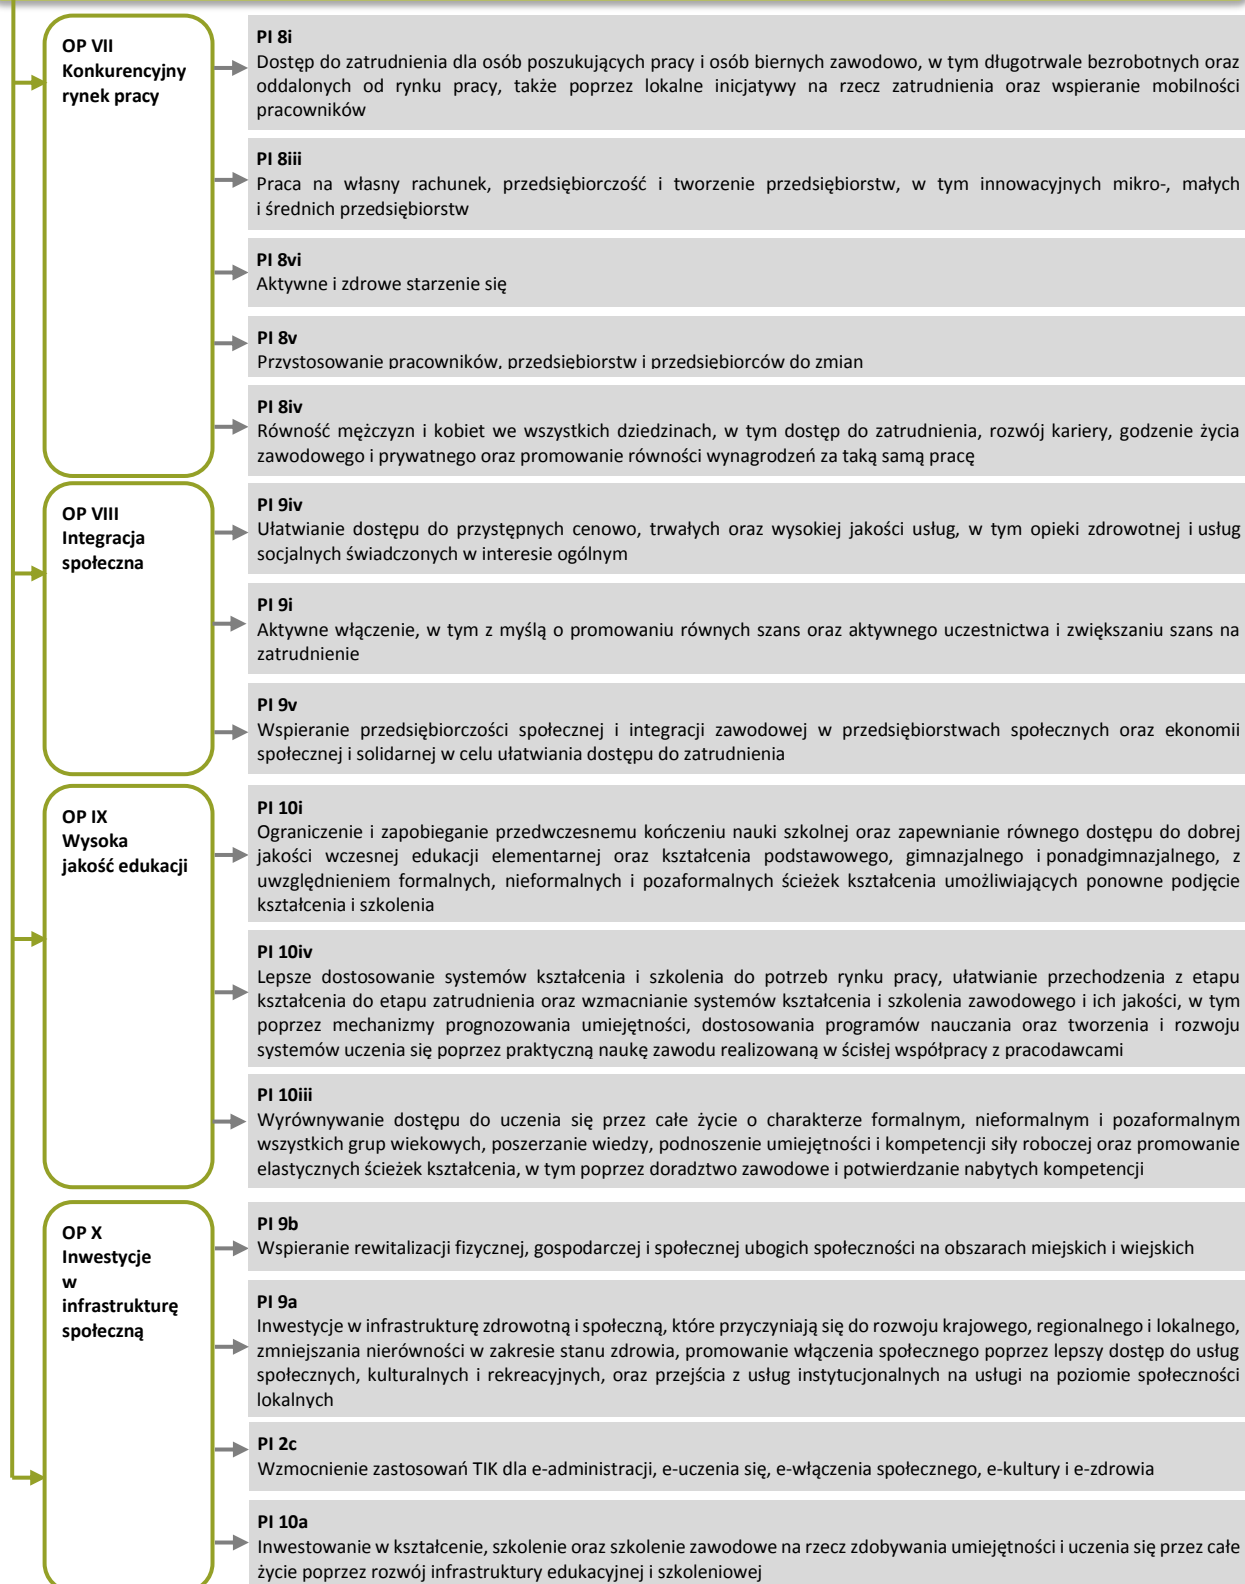 OP VII
Konkurencyjny
rynek pracy
PI 8i
Dostęp do zatrudnienia dla osób poszukujących pracy i osób biernych zawodowo, w tym długotrwale bezrobotnych oraz
oddalonych od rynku pracy, także poprzez lokalne inicjatywy na rzecz zatrudnienia oraz wspieranie mobilności
pracowników
PI 8iii
Praca na własny rachunek, przedsiębiorczość i tworzenie przedsiębiorstw, w tym innowacyjnych mikro-, małych
i średnich przedsiębiorstw
PI 8vi
Aktywne i zdrowe starzenie się
PI 8v
Przystosowanie pracowników, przedsiębiorstw i przedsiębiorców do zmian
PI 8iv
Równość mężczyzn i kobiet we wszystkich dziedzinach, w tym dostęp do zatrudnienia, rozwój kariery, godzenie życia
zawodowego i prywatnego oraz promowanie równości wynagrodzeń za taką samą pracę
OP VIII
Integracja
społeczna
PI 9iv
Ułatwianie dostępu do przystępnych cenowo, trwałych oraz wysokiej jakości usług, w tym opieki zdrowotnej i usług
socjalnych świadczonych w interesie ogólnym
PI 9i
Aktywne włączenie, w tym z myślą o promowaniu równych szans oraz aktywnego uczestnictwa i zwiększaniu szans na
zatrudnienie
PI 9v
Wspieranie przedsiębiorczości społecznej i integracji zawodowej w przedsiębiorstwach społecznych oraz ekonomii
społecznej i solidarnej w celu ułatwiania dostępu do zatrudnienia
OP IX
Wysoka
jakość edukacji
PI 10i
Ograniczenie i zapobieganie przedwczesnemu kończeniu nauki szkolnej oraz zapewnianie równego dostępu do dobrej
jakości wczesnej edukacji elementarnej oraz kształcenia podstawowego, gimnazjalnego i ponadgimnazjalnego, z
uwzględnieniem formalnych, nieformalnych i pozaformalnych ścieżek kształcenia umożliwiających ponowne podjęcie
kształcenia i szkolenia
PI 10iv
Lepsze dostosowanie systemów kształcenia i szkolenia do potrzeb rynku pracy, ułatwianie przechodzenia z etapu
kształcenia do etapu zatrudnienia oraz wzmacnianie systemów kształcenia i szkolenia zawodowego i ich jakości, w tym
poprzez mechanizmy prognozowania umiejętności, dostosowania programów nauczania oraz tworzenia i rozwoju
systemów uczenia się poprzez praktyczną naukę zawodu realizowaną w ścisłej współpracy z pracodawcami
PI 10iii
Wyrównywanie dostępu do uczenia się przez całe życie o charakterze formalnym, nieformalnym i pozaformalnym
wszystkich grup wiekowych, poszerzanie wiedzy, podnoszenie umiejętności i kompetencji siły roboczej oraz promowanie
elastycznych ścieżek kształcenia, w tym poprzez doradztwo zawodowe i potwierdzanie nabytych kompetencji
OP X
Inwestycje
w
infrastrukturę
społeczną
PI 9b
Wspieranie rewitalizacji fizycznej, gospodarczej i społecznej ubogich społeczności na obszarach miejskich i wiejskich
PI 9a
Inwestycje w infrastrukturę zdrowotną i społeczną, które przyczyniają się do rozwoju krajowego, regionalnego i lokalnego,
zmniejszania nierówności w zakresie stanu zdrowia, promowanie włączenia społecznego poprzez lepszy dostęp do usług
społecznych, kulturalnych i rekreacyjnych, oraz przejścia z usług instytucjonalnych na usługi na poziomie społeczności
lokalnych
PI 2c
Wzmocnienie zastosowań TIK dla e-administracji, e-uczenia się, e-włączenia społecznego, e-kultury i e-zdrowia
PI 10a
Inwestowanie w kształcenie, szkolenie oraz szkolenie zawodowe na rzecz zdobywania umiejętności i uczenia się przez całe
życie poprzez rozwój infrastruktury edukacyjnej i szkoleniowej